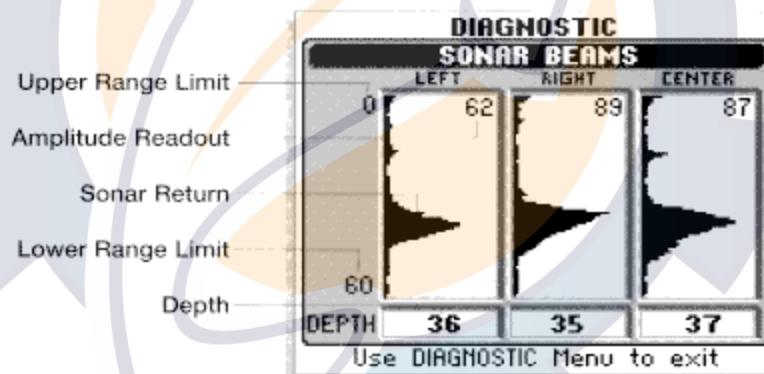 DIAGNOSTIC
SONAR BEAMS
LEFT RIGHT CENTER
Upper Range Limit
0 62 89 87
Amplitude Readout
Sonar Return
Lower Range Limit
60
Depth
DEPTH 36 35 37
Use DIAGNOSTIC Menu to exit